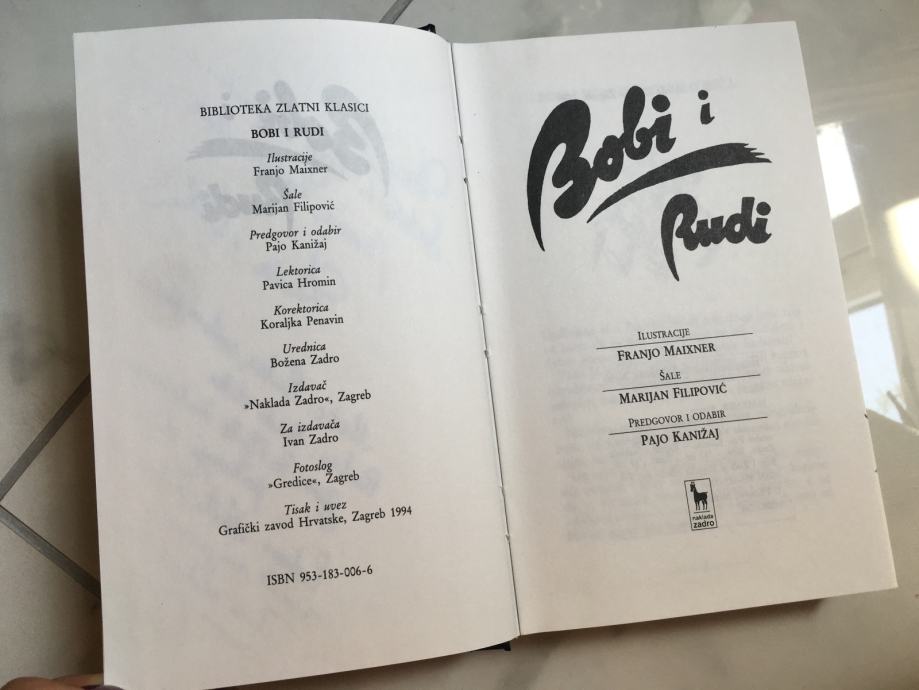 BIBLIOTEKA ZLATNI KLASICI
BOBI I RUDI
Ilustracije
Franjo Maixner
Šale
Marijan Filipović
Predgovor i odabir
Pajo Kanižaj
Lektorica
Pavica Hromin
Korektorica
Koraljka Penavin
Urednica
Božena Zadro
Izdavač
»Naklada Zadro«, Zagreb
Za izdavača
Ivan Zadro
Fotoslog
»Gredice«, Zagreb
Tisak i uvez
Grafički zavod Hrvatske, Zagreb 1994
ISBN 953-183-006-6
Bobi i
Rudi
ILUSTRACIJE
FRANJO MAIXNER
ŠALE
MARIJAN FILIPOVIĆ
PREDGOVOR I ODABIR
PAJO KANIŽAJ
naklada
zadro